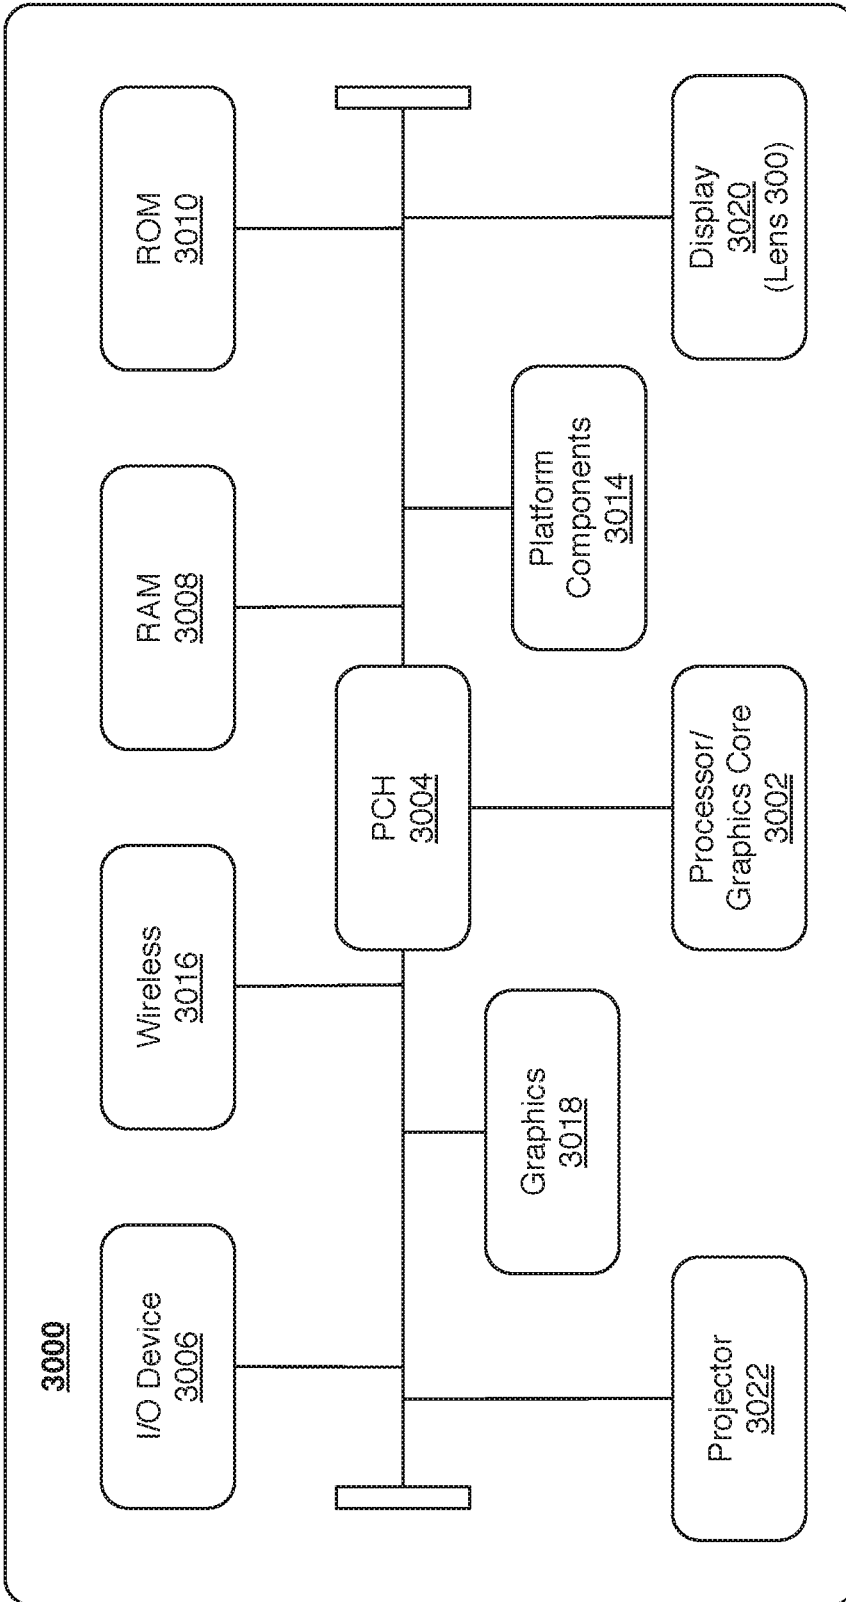 3000
I/O Device
3006
Wireless
3016
RAM
3008
ROM
3010
PCH
3004
Graphics
3018
Platform
Components
3014
Projector
3022
Processor/
Graphics Core
3002
Display
3020
(Lens 300)